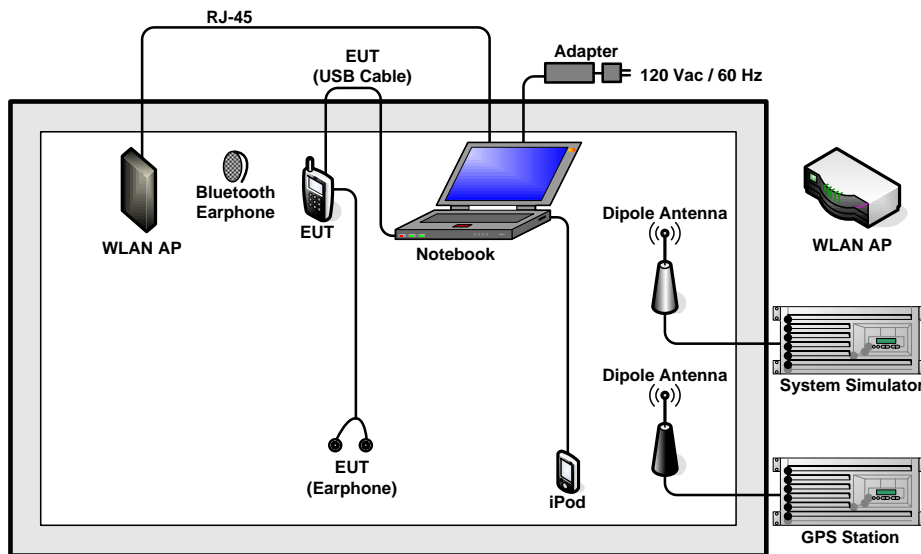 RJ-45
EUT
(USB Cable)
Adapter
120 Vac / 60 Hz
WLAN AP
Bluetooth
Earphone
EUT
Notebook
Dipole Antenna
WLAN AP
System Simulator
Dipole Antenna
EUT
(Earphone)
iPod
GPS Station